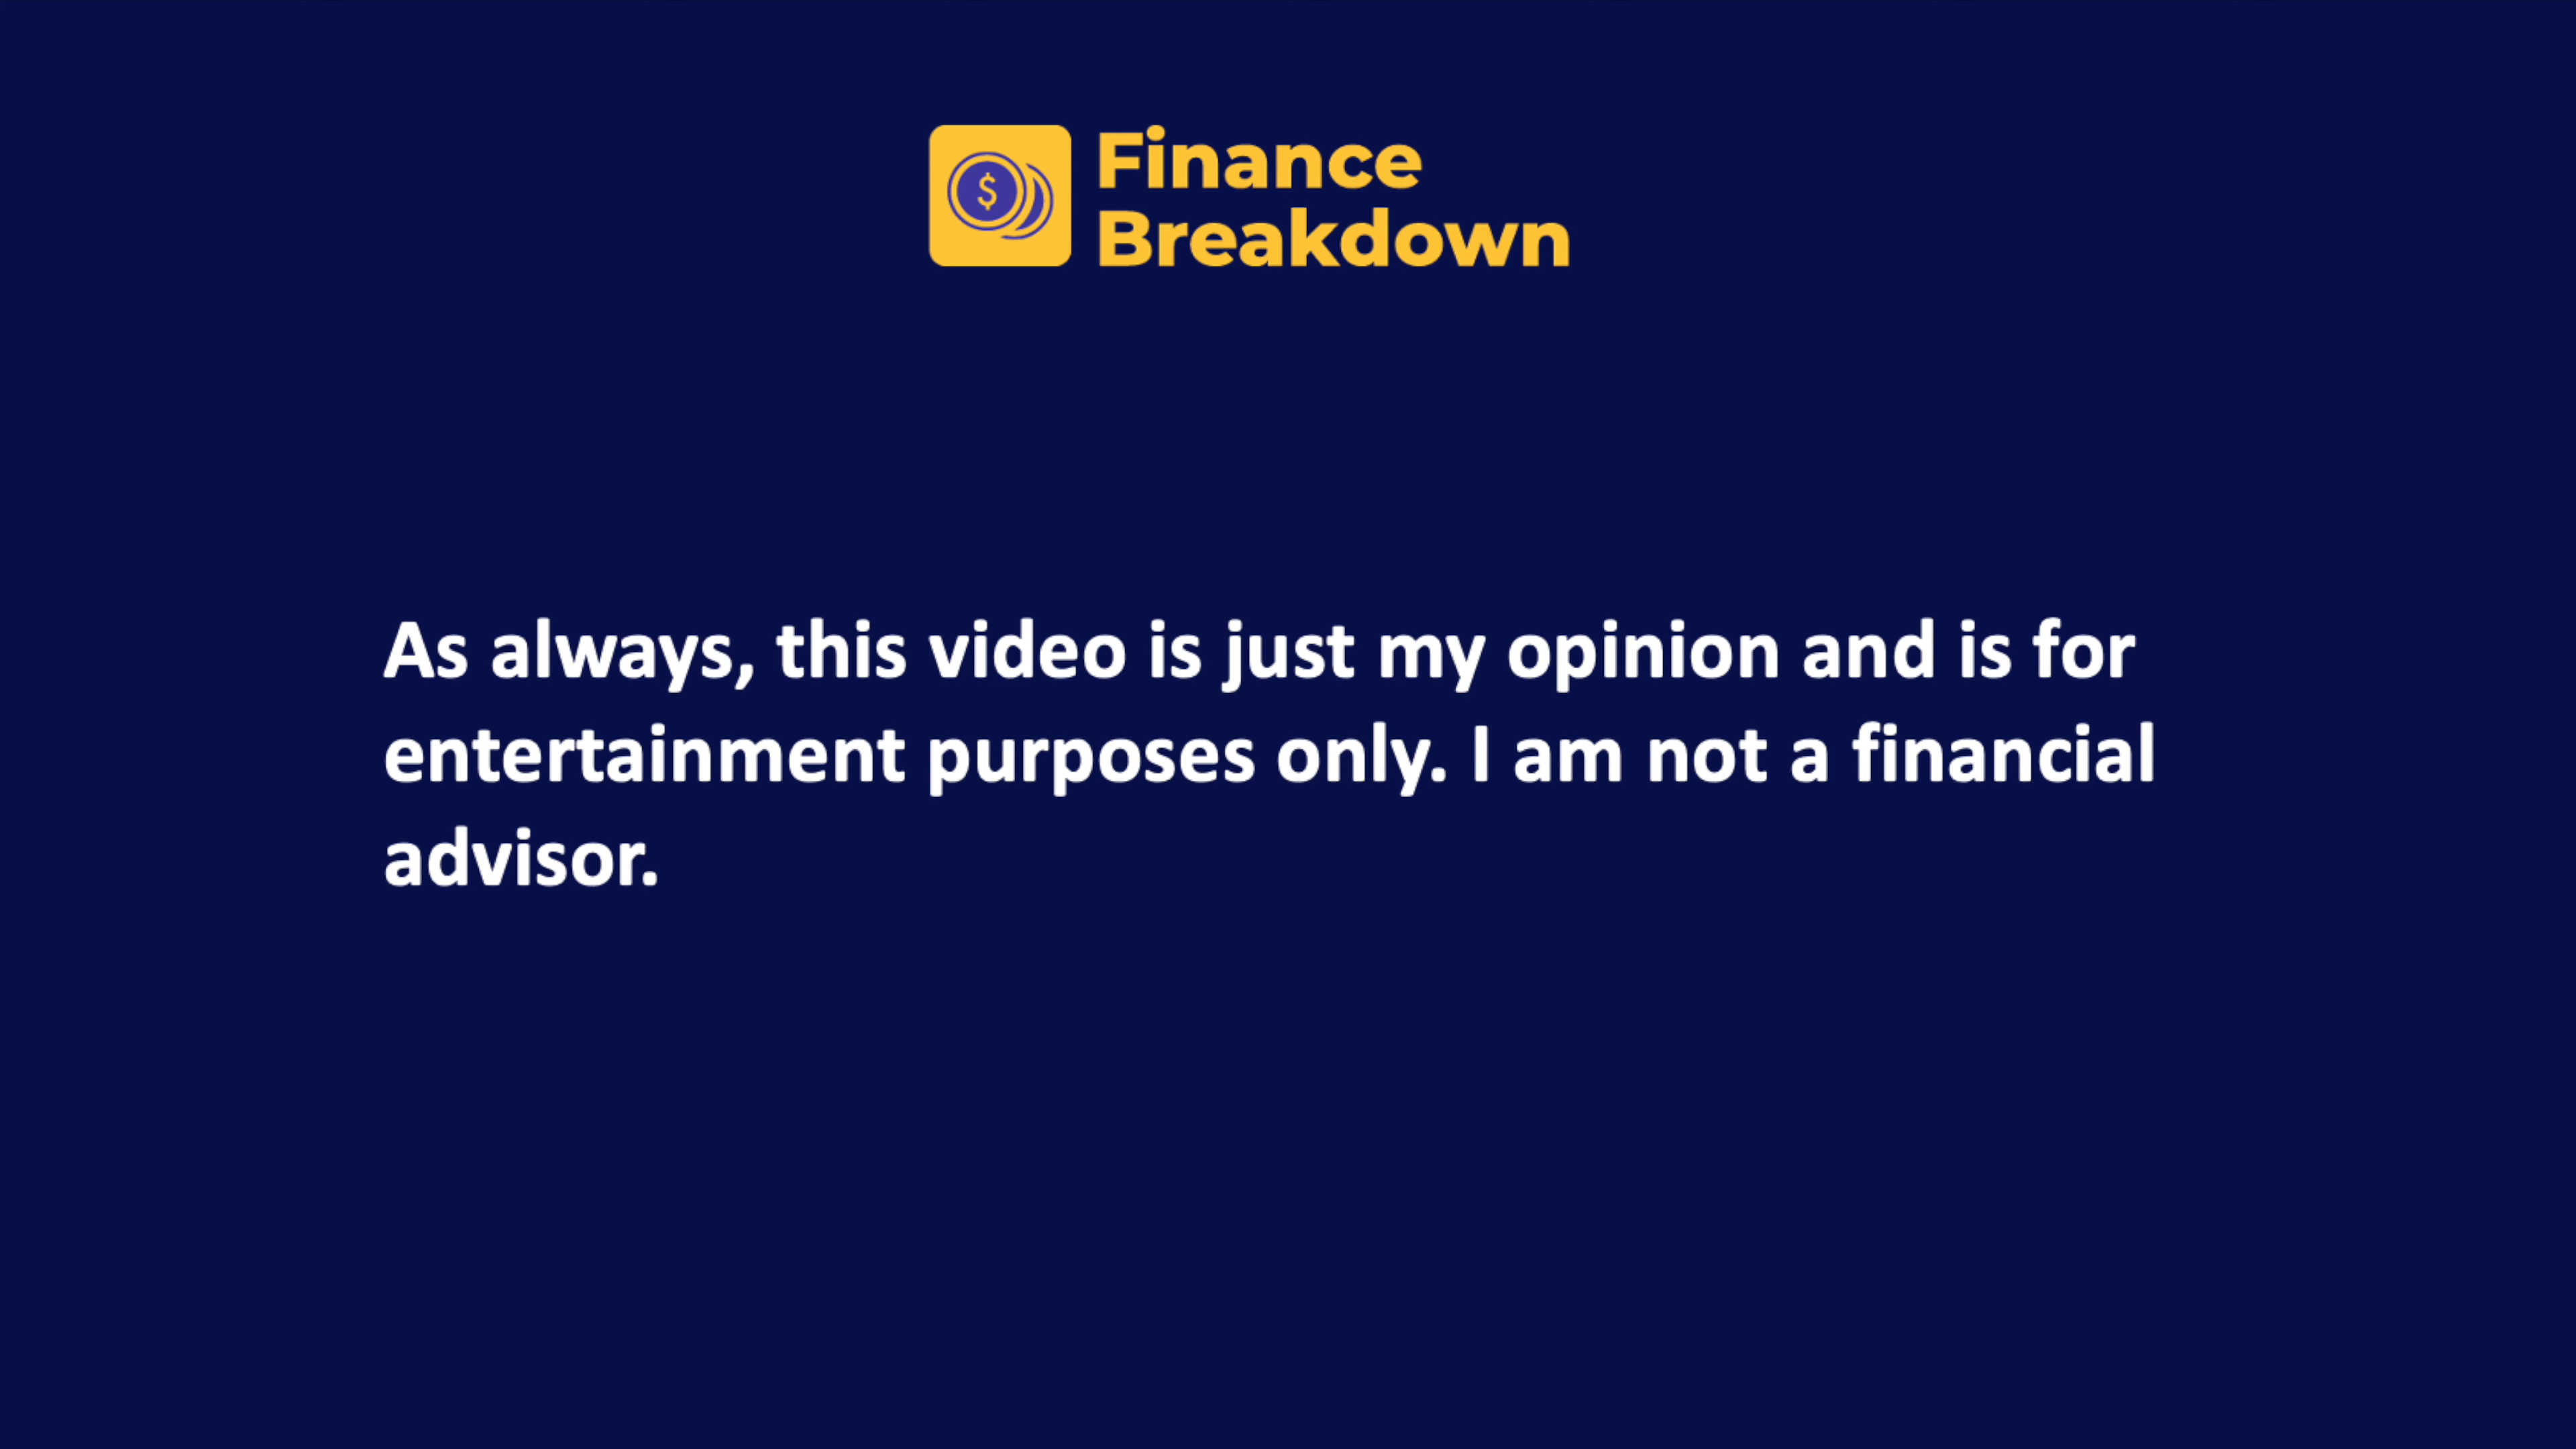 $
Finance
Breakdown
As always, this video is just my opinion and is for
entertainment purposes only. I am not a financial
advisor.